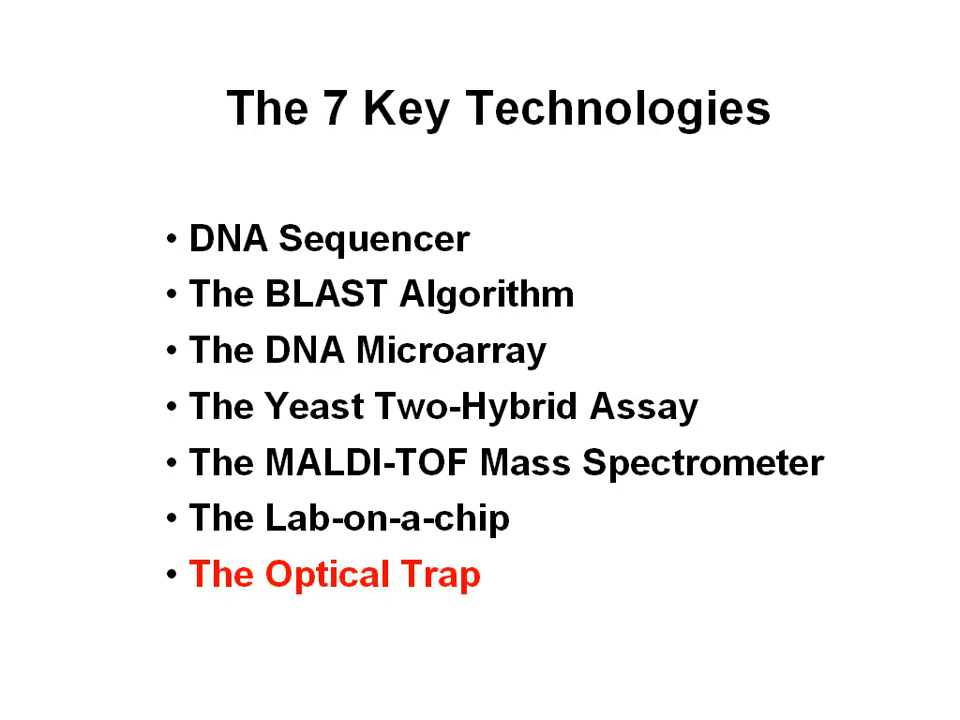 The 7 Key Technologies
• DNA Sequencer
• The BLAST Algorithm
• The DNA Microarray
• The Yeast Two-Hybrid Assay
• The MALDI-TOF Mass Spectrometer
• The Lab-on-a-chip
• The Optical Trap